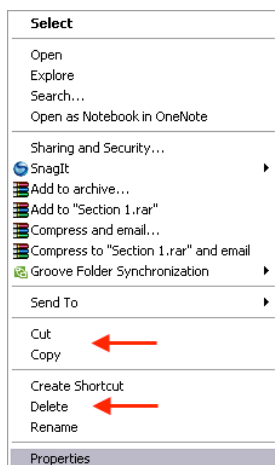 Select
Open
Explore
Search...
Open as Notebook in OneNote
Sharing and Security...
SnagIt
Add to archive...
Add to "Section 1.rar"
Compress and email...
Compress to "Section 1.rar" and email
Groove Folder Synchronization
Send To
Cut
Copy
Create Shortcut
Delete
Rename
Properties